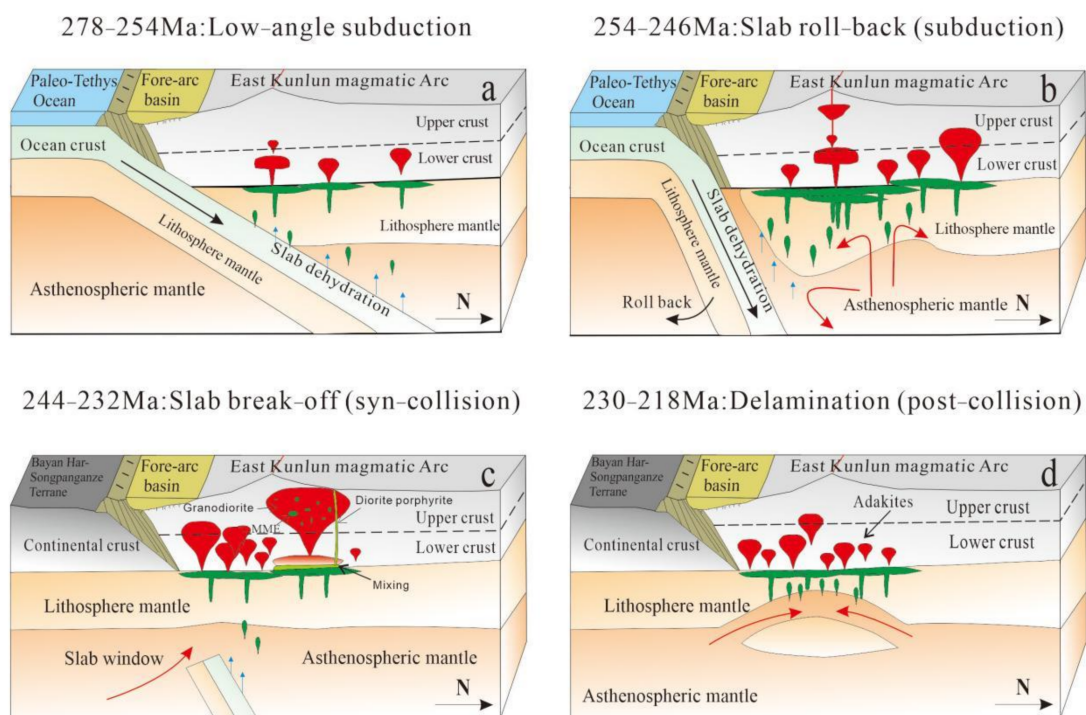 278-254Ma:Low-angle subduction
Paleo-Tethys
Ocean
Fore-arc
basin
East Kunlun magmatic Arc
a
Upper crust
Ocean crust
Lower crust
Lithosphere mantle
Lithosphere mantle
Slab dehydration
Asthenospheric mantle
N
254-246Ma:Slab roll-back (subduction)
Paleo-Tethys
Ocean
Fore-arc
basin
East Kunlun magmatic Arc
b
Upper crust
Ocean crust
Lower crust
Lithosphere mantle
Slab dehydration
Lithosphere mantle
Roll back
Asthenospheric mantle
N
244-232Ma:Slab break-off (syn-collision)
Bayan Har-
Songpanganze
Terrane
Fore-arc
basin
East Kunlun magmatic Arc
c
Granodiorite
Diorite porphyrite
MME
Upper crust
Continental crust
Lower crust
Mixing
Lithosphere mantle
Slab window
Asthenospheric mantle
N
230-218Ma:Delamination (post-collision)
Bayan Har-
Songpanganze
Terrane
Fore-arc
basin
East Kunlun magmatic Arc
d
Adakites
Upper crust
Continental crust
Lower crust
Lithosphere mantle
Asthenospheric mantle
N